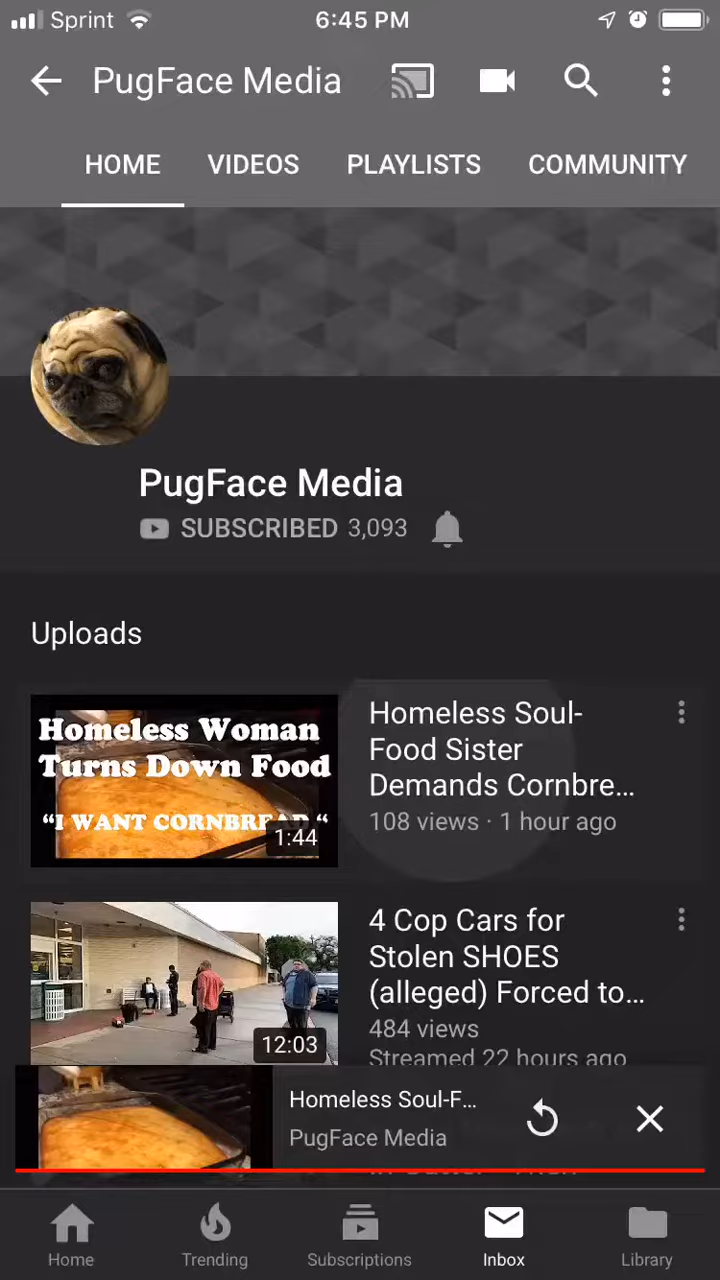 Sprint 6:45 PM
PugFace Media
HOME VIDEOS PLAYLISTS COMMUNITY
PugFace Media
SUBSCRIBED 3,093
Uploads
Homeless Woman
Turns Down Food
“I WANT CORNBREAD “
1:44
Homeless Soul-
Food Sister
Demands Cornbre...
108 views · 1 hour ago
12:03
4 Cop Cars for
Stolen SHOES
(alleged) Forced to...
484 views
Streamed 22 hours ago
Homeless Soul-F...
PugFace Media
Home Trending Subscriptions Inbox Library